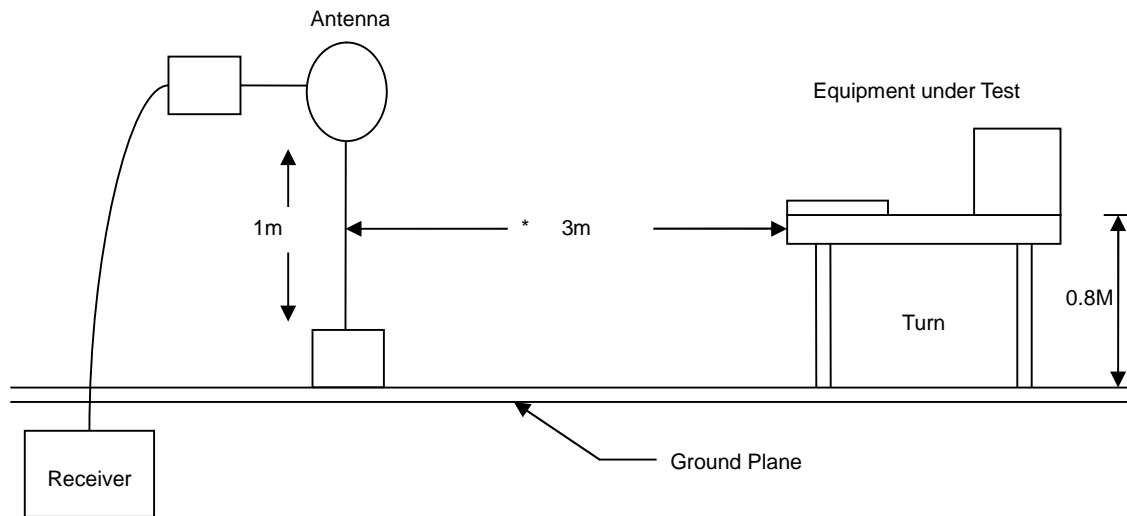 Antenna
Equipment under Test
1m
* 3m
0.8M
Turn
Ground Plane
Receiver